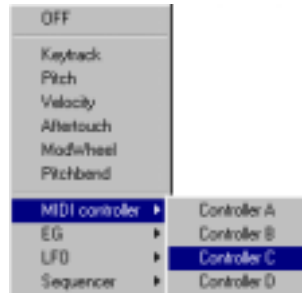 OFF
Keytrack
Pitch
Velocity
Aftertouch
ModWheel
Pitchbend
MIDI controller
EG
LFO
Sequencer
Controller A
Controller B
Controller C
Controller D